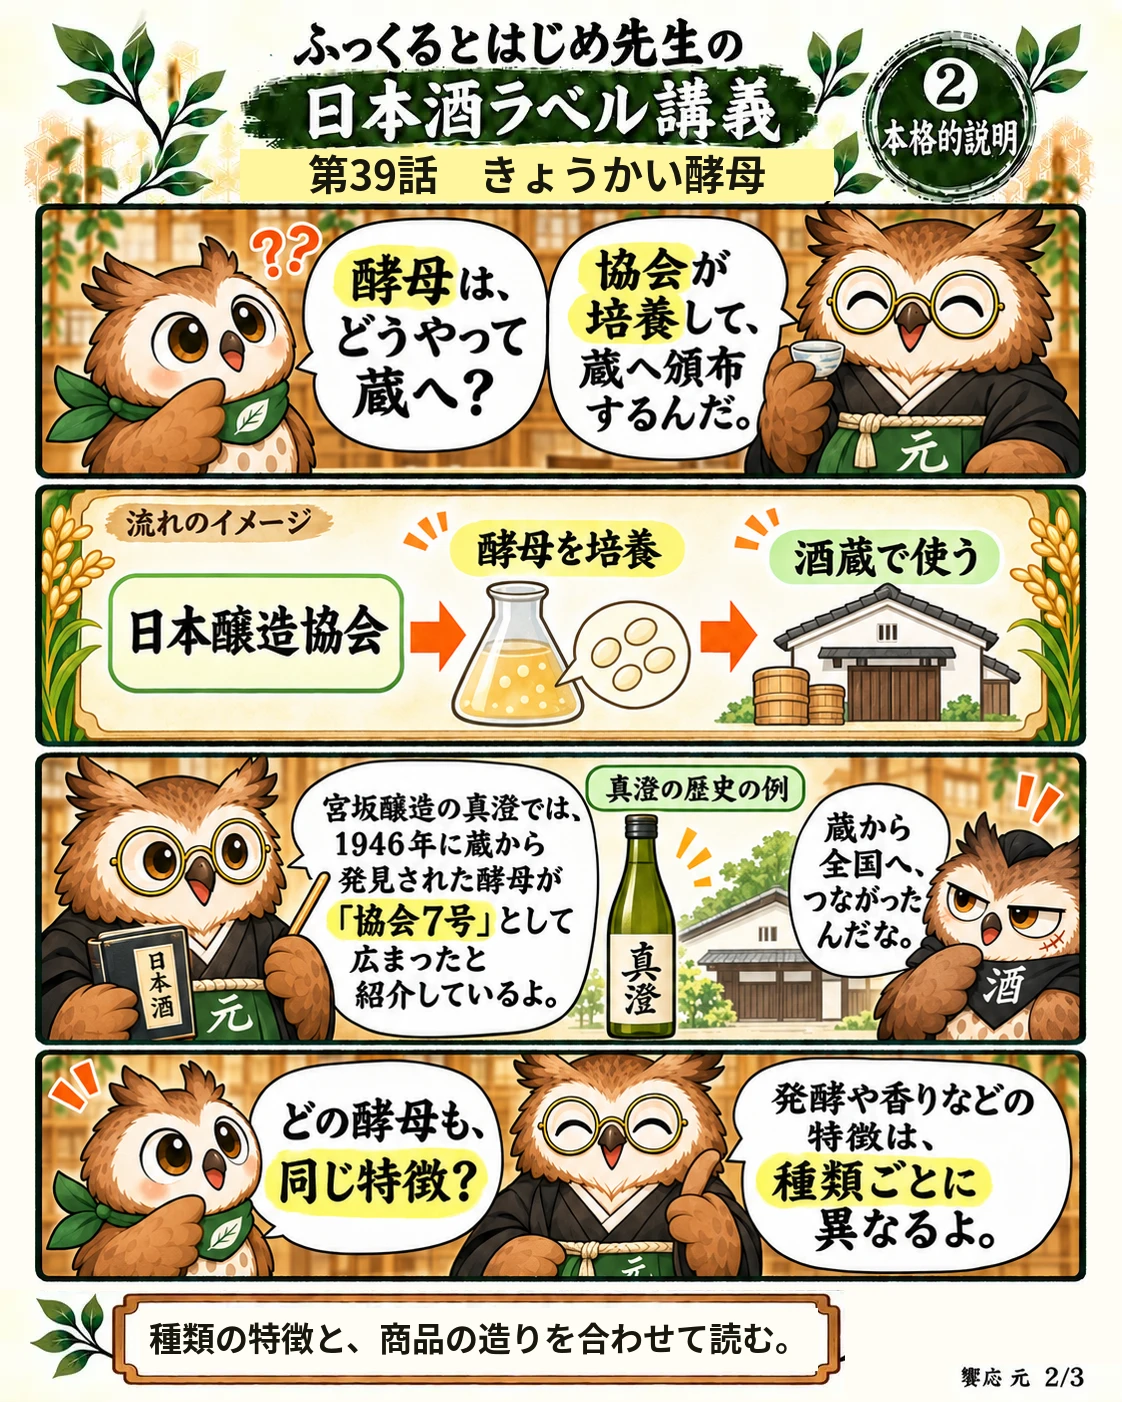 ふっくるとはじめ先生の
日本酒ラベル講義
2
本格的説明
第39話 きょうかい酵母
??
酵母は、
どうやって
蔵へ?
協会が
培養して、
蔵へ頒布
するんだ。
元
流れのイメージ
日本醸造協会
酵母を培養
酒蔵で使う
宮坂醸造の真澄では、
1946年に蔵から
発見された酵母が
「協会7号」として
広まったと
紹介しているよ。
日本酒
元
真澄の歴史の例
真澄
蔵から
全国へ、
つながった
んだな。
酒
どの酵母も、
同じ特徴?
元
発酵や香りなどの
特徴は、
種類ごとに
異なるよ。
種類の特徴と、商品の造りを合わせて読む。
饗応 元 2/3